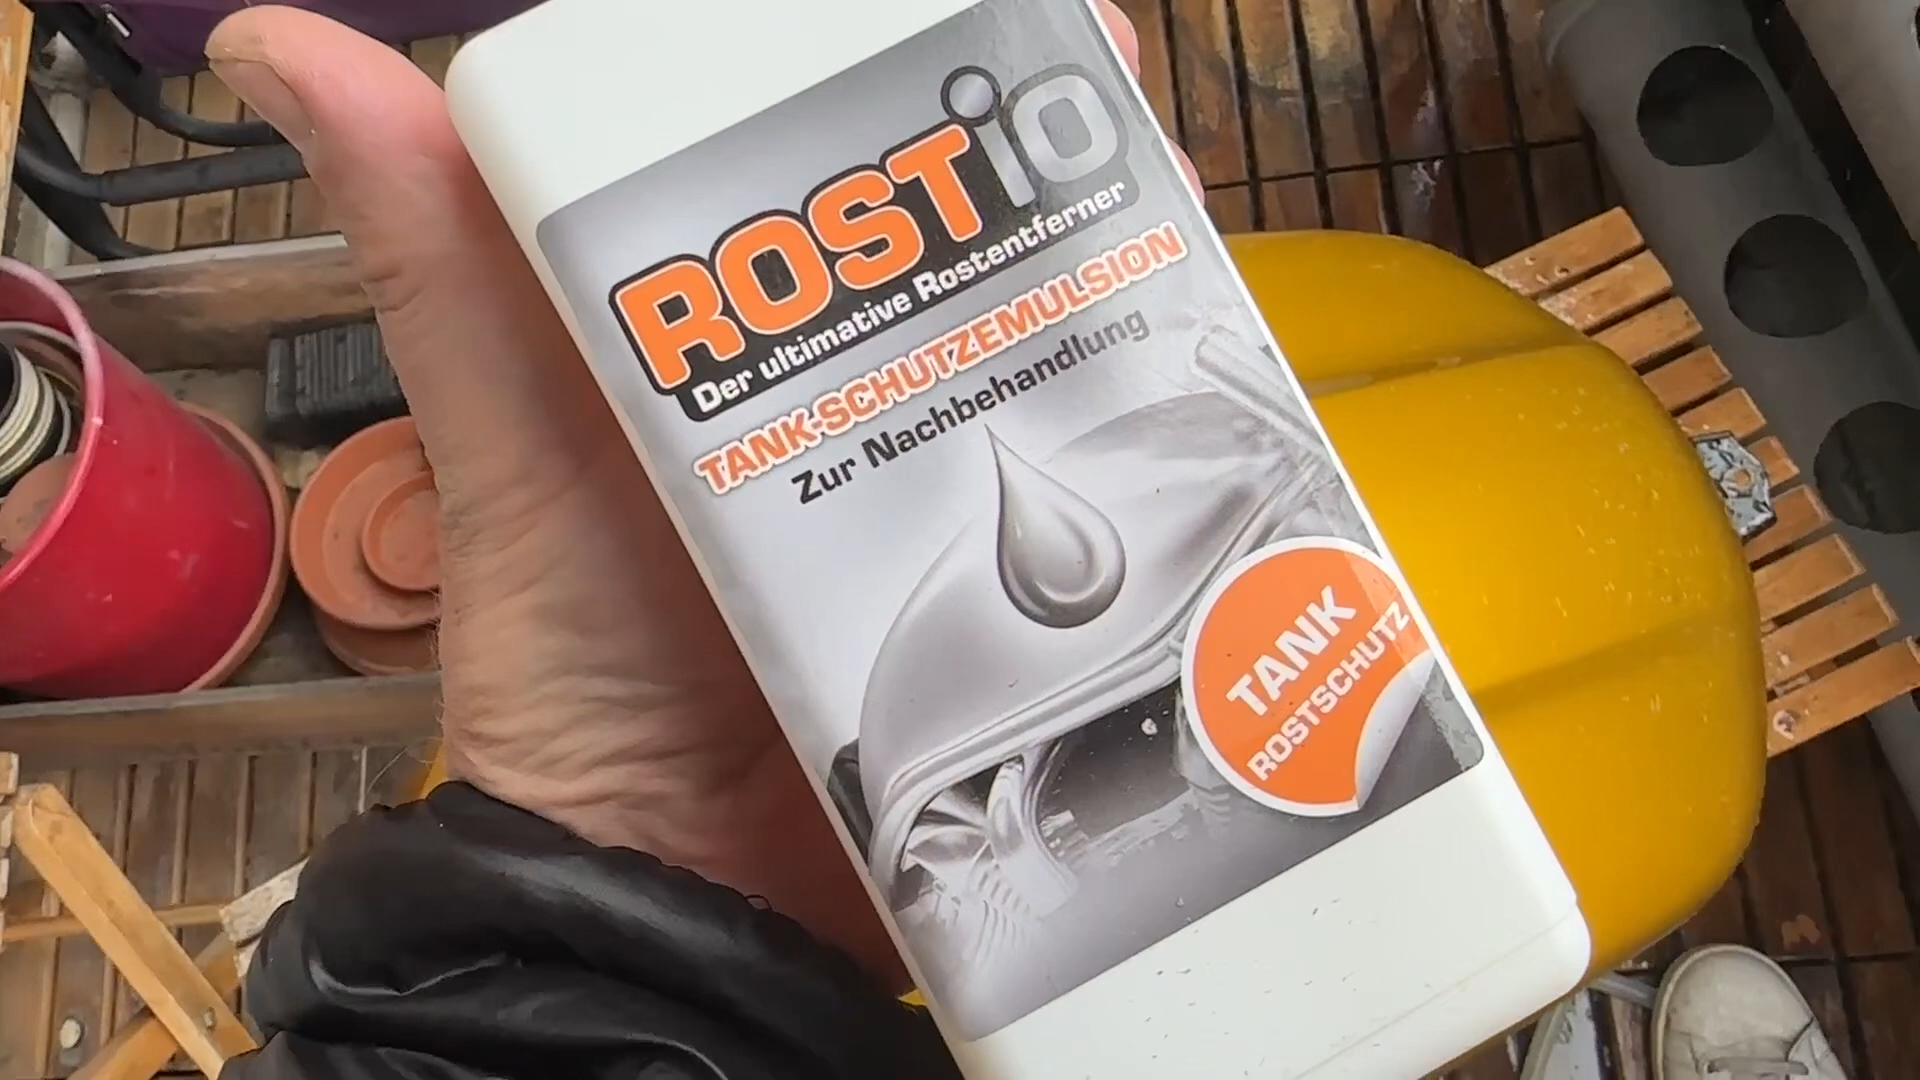 ROSTio
Der ultimative Rostentferner
TANK-SCHUTZEMULSION
Zur Nachbehandlung
TANK
ROSTSCHUTZ